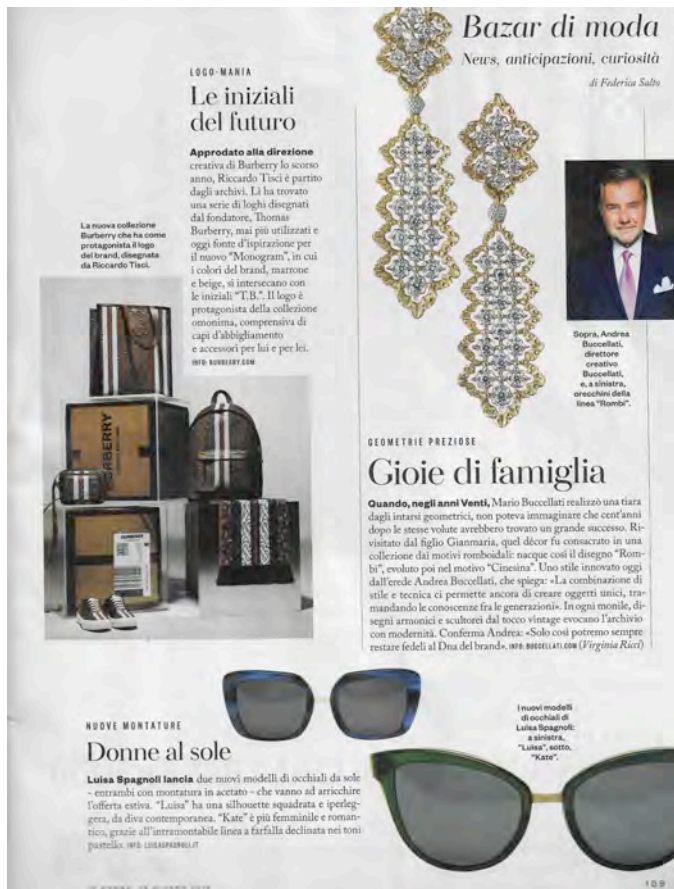 Bazar di moda
News, anticipazioni, curiosità
di Federica Salto
LOGO-MANIA
Le iniziali
del futuro
Approdato alla direzione
creativa di Burberry lo scorso
anno, Riccardo Tisci è partito
dagli archivi. Lì ha trovato
una serie di loghi disegnati
dal fondatore, Thomas
Burberry, mai più utilizzati e
oggi fonte d'ispirazione per
il nuovo "Monogram", in cui
i colori del brand, marrone
e beige, si intersecano con
le iniziali "T.B.". Il logo è
protagonista della collezione
omonima, comprensiva di
capi d'abbigliamento
e accessori per lui e per lei.
INFO: BURBERRY.COM
La nuova collezione
Burberry che ha come
protagonista il logo
del brand, disegnata
da Riccardo Tisci.
BURBERRY
Sopra, Andrea
Buccellati,
direttore
creativo
Buccellati,
e, a sinistra,
orecchini della
linea "Rombi".
GEOMETRIE PREZIOSE
Gioie di famiglia
Quando, negli anni Venti, Mario Buccellati realizzò una tiara
dagli intarsi geometrici, non poteva immaginare che cent'anni
dopo le stesse volute avrebbero trovato un grande successo. Ri-
visitato dal figlio Gianmaria, quel décor fu consacrato in una
collezione dai motivi romboidali: nacque così il disegno "Rom-
bi", evoluto poi nel motivo "Cinesina". Uno stile innovato oggi
dall'erede Andrea Buccellati, che spiega: «La combinazione di
stile e tecnica ci permette ancora di creare oggetti unici, tra-
mandando le conoscenze fra le generazioni». In ogni monile, di-
segni armonici e scultorei dal tocco vintage evocano l'archivio
con modernità. Conferma Andrea: «Solo così potremo sempre
restare fedeli al Dna del brand». INFO: BUCCELLATI.COM (Virginia Ricci)
I nuovi modelli
di occhiali di
Luisa Spagnoli:
a sinistra,
"Luisa", sotto,
"Kate".
NUOVE MONTATURE
Donne al sole
Luisa Spagnoli lancia due nuovi modelli di occhiali da sole
- entrambi con montatura in acetato - che vanno ad arricchire
l'offerta estiva. "Luisa" ha una silhouette squadrata e iperleg-
gera, da diva contemporanea. "Kate" è più femminile e roman-
tico, grazie all'intramontabile linea a farfalla declinata nei toni
pastello. INFO: LUISASPAGNOLI.IT
109